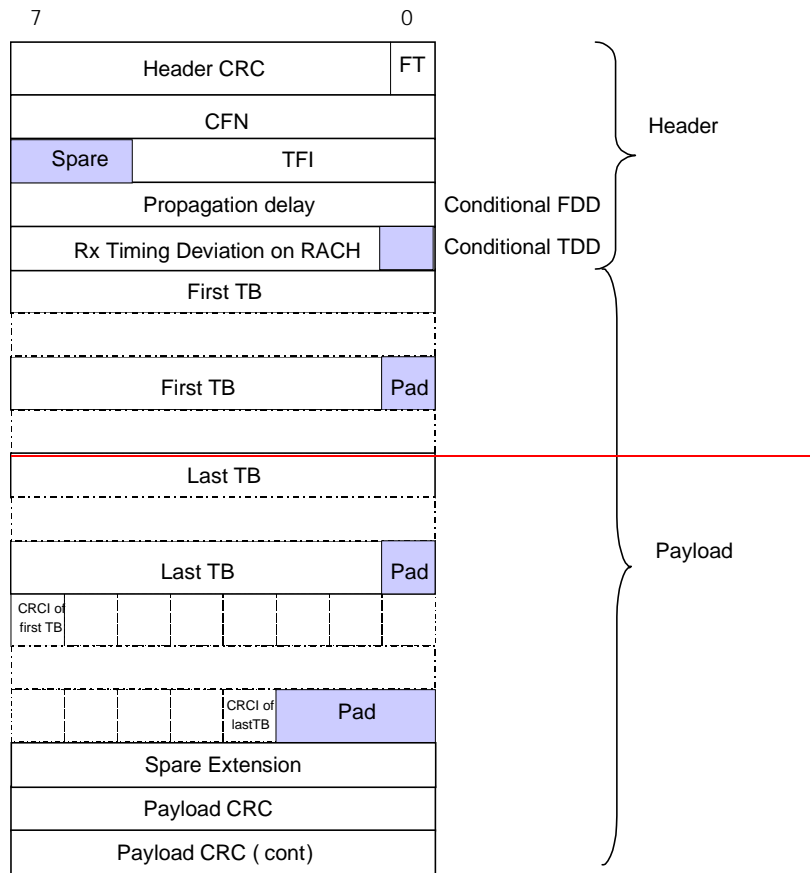 7 0
Header CRC FT
CFN
Header
Spare TFI
Propagation delay Conditional FDD
Rx Timing Deviation on RACH Conditional TDD
First TB
First TB Pad
Last TB
Payload
Last TB Pad
CRCI of
first TB
CRCI of
lastTB
Pad
Spare Extension
Payload CRC
Payload CRC ( cont)